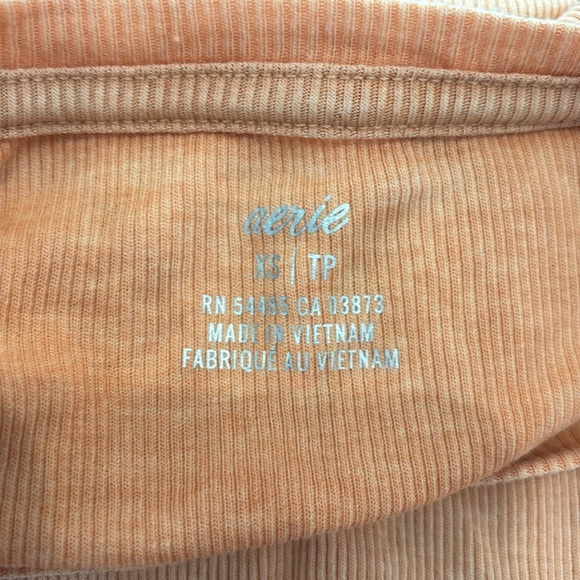 aerie
XS | TP
RN 54485 CA 03873
MADE IN VIETNAM
FABRIQUÉ AU VIETNAM